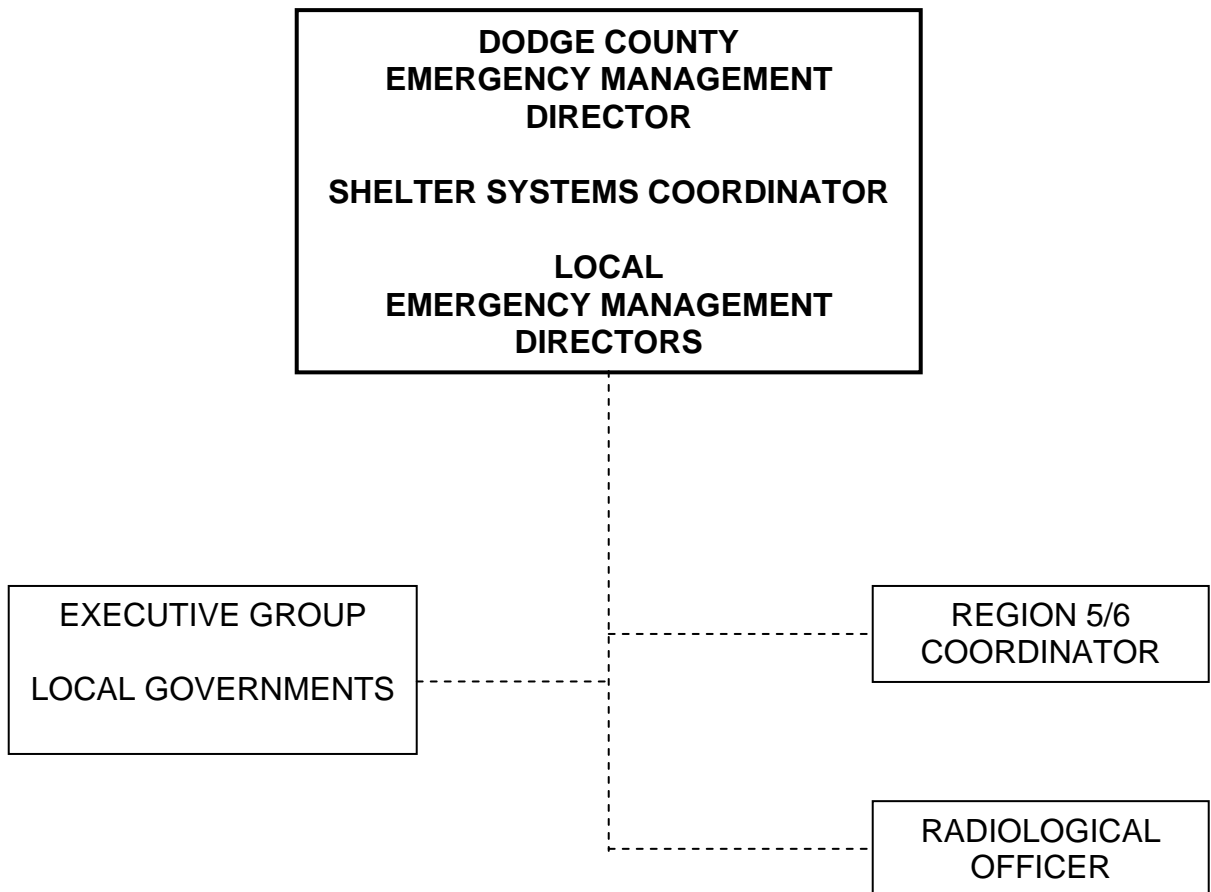 DODGE COUNTY
EMERGENCY MANAGEMENT
DIRECTOR
SHELTER SYSTEMS COORDINATOR
LOCAL
EMERGENCY MANAGEMENT
DIRECTORS
EXECUTIVE GROUP
LOCAL GOVERNMENTS
REGION 5/6
COORDINATOR
RADIOLOGICAL
OFFICER